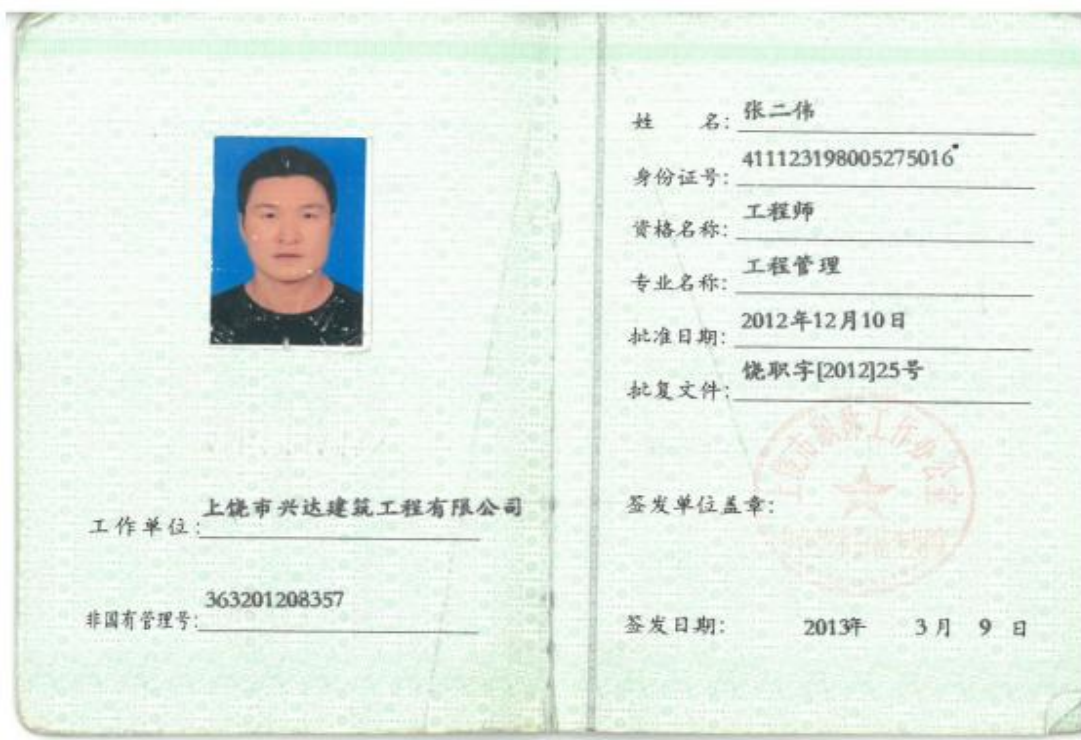 工作单位:上饶市兴达建筑工程有限公司
非国有管理号:363201208357
姓 名:张二伟
身份证号:411123198005275016
资格名称:工程师
专业名称:工程管理
批准日期:2012年12月10日
批复文件:饶职字[2012]25号
签发单位盖章:
签发日期: 2013年 3月 9日